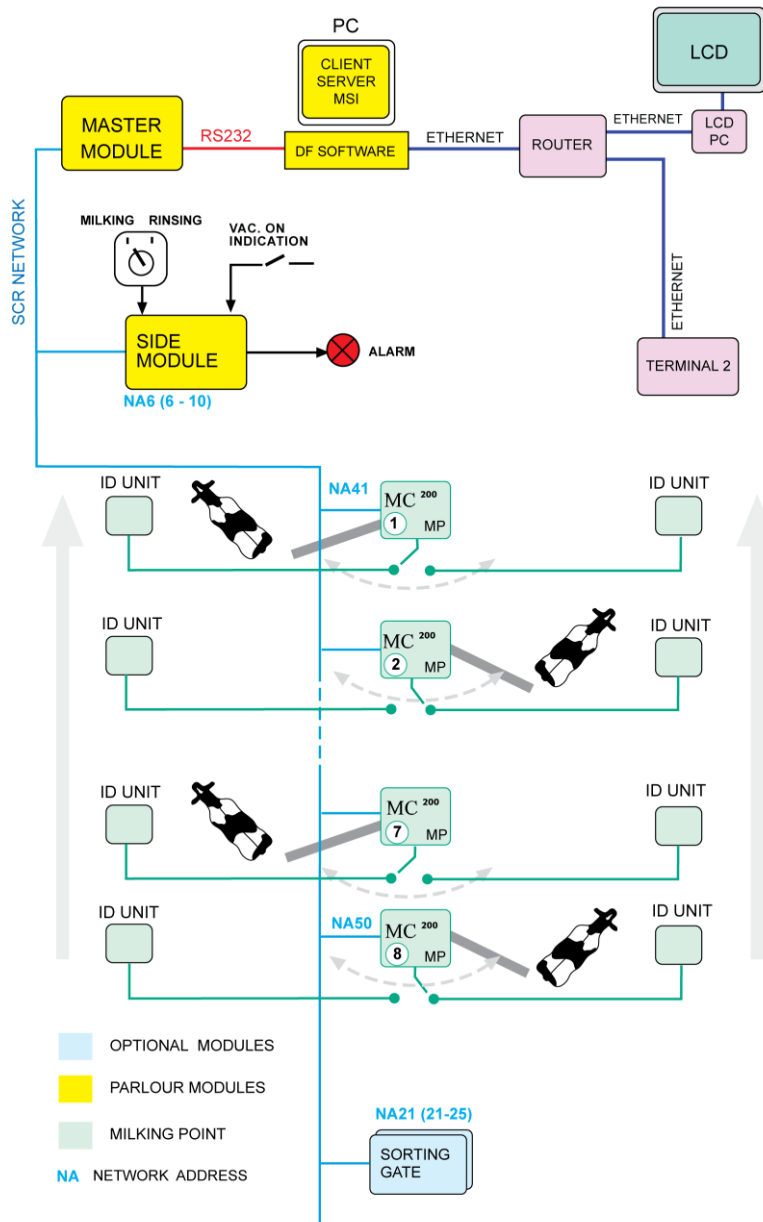 PC
CLIENT
SERVER
MSI
LCD
MASTER
MODULE
RS232
DF SOFTWARE
ETHERNET
ROUTER
ETHERNET
LCD
PC
SCR NETWORK
MILKING RINSING
VAC. ON
INDICATION
SIDE
MODULE
ALARM
NA6 (6 - 10)
ETHERNET
TERMINAL 2
ID UNIT
NA41
MC 200
1 MP
ID UNIT
ID UNIT
MC 200
2 MP
ID UNIT
ID UNIT
MC 200
7 MP
ID UNIT
ID UNIT
NA50
MC 200
8 MP
ID UNIT
OPTIONAL MODULES
PARLOUR MODULES
MILKING POINT
NA NETWORK ADDRESS
NA21 (21-25)
SORTING
GATE